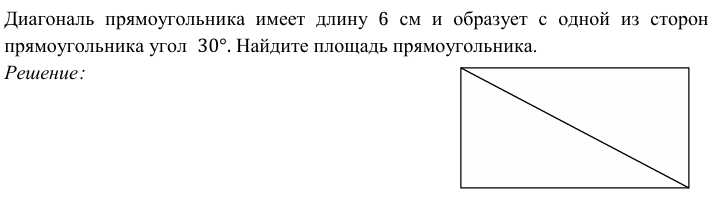 Диагональ прямоугольника имеет длину 6 см и образует с одной из сторон
прямоугольника угол 30°. Найдите площадь прямоугольника.
Решение: